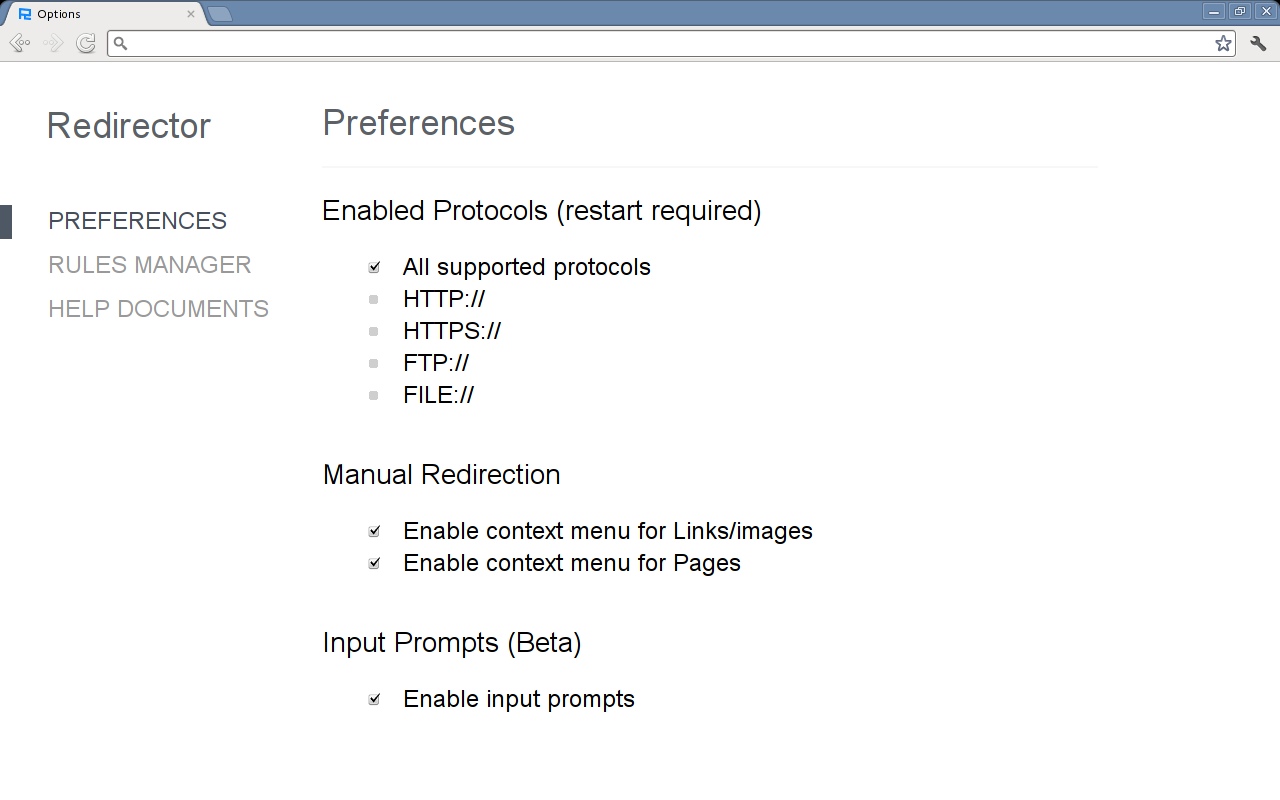 Options
Redirector
PREFERENCES
RULES MANAGER
HELP DOCUMENTS
Preferences
Enabled Protocols (restart required)
All supported protocols
HTTP://
HTTPS://
FTP://
FILE://
Manual Redirection
Enable context menu for Links/images
Enable context menu for Pages
Input Prompts (Beta)
Enable input prompts